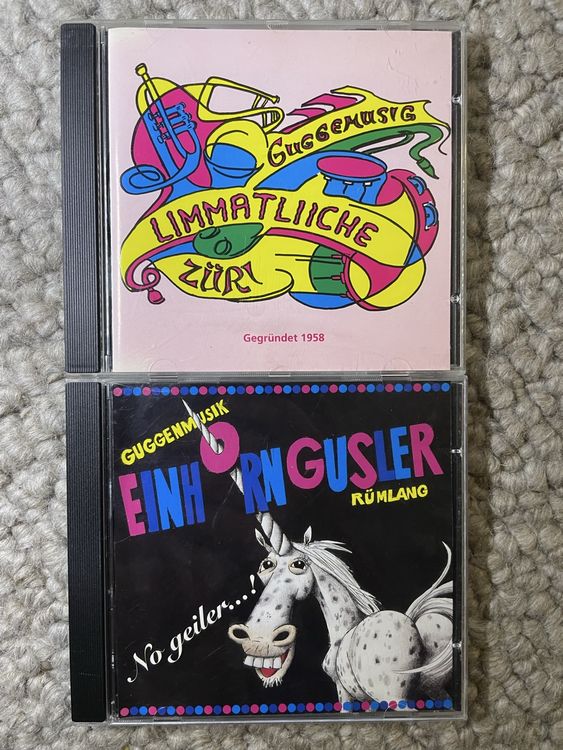 GUGGEMUSIG
LIMMATLIICHE
ZÜRI
Gegründet 1958
GUGGENMUSIK
EINHORNGUSLER
RÜMLANG
No geiler...!